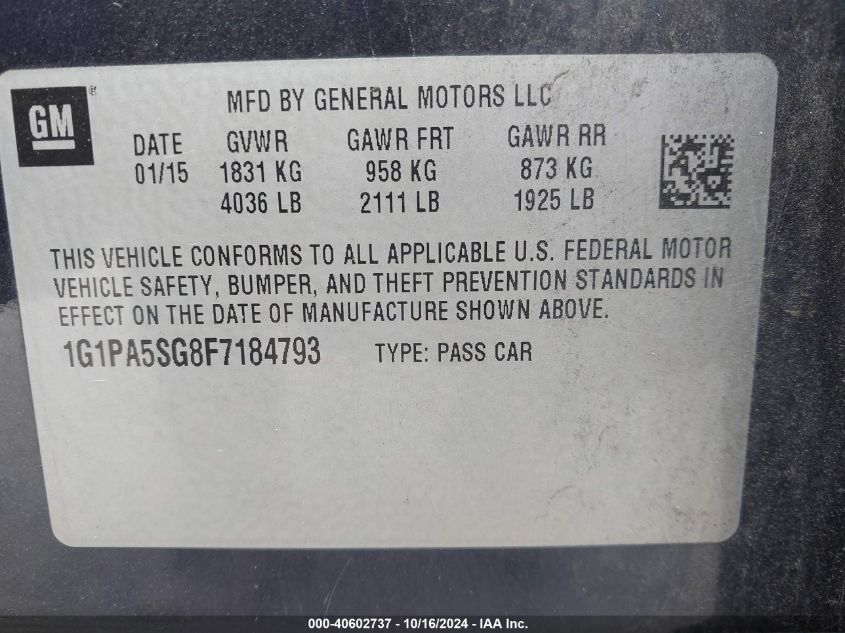 GM ®
MFD BY GENERAL MOTORS LLC
DATE GVWR GAWR FRT GAWR RR
01/15 1831 KG 958 KG 873 KG
4036 LB 2111 LB 1925 LB
THIS VEHICLE CONFORMS TO ALL APPLICABLE U.S. FEDERAL MOTOR
VEHICLE SAFETY, BUMPER, AND THEFT PREVENTION STANDARDS IN
EFFECT ON THE DATE OF MANUFACTURE SHOWN ABOVE.
1G1PA5SG8F7184793 TYPE: PASS CAR
000-40602737 - 10/16/2024 - IAA Inc.